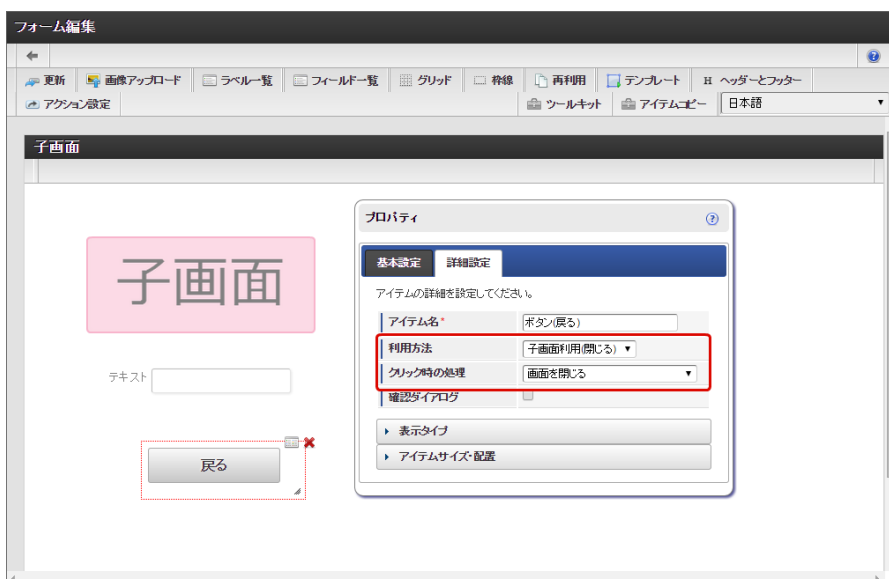 フォーム編集
更新 画像アップロード ラベル一覧 フィールド一覧 グリッド 枠線 再利用 テンプレート H ヘッダーとフッター
アクション設定 ツールキット アイテムコピー 日本語
子画面
プロパティ
基本設定 詳細設定
子画面
アイテムの詳細を設定してください。
アイテム名* ボタン(戻る)
利用方法 子画面利用(閉じる)
クリック時の処理 画面を閉じる
テキスト
確認ダイアログ
表示タイプ
アイテムサイズ・配置
戻る